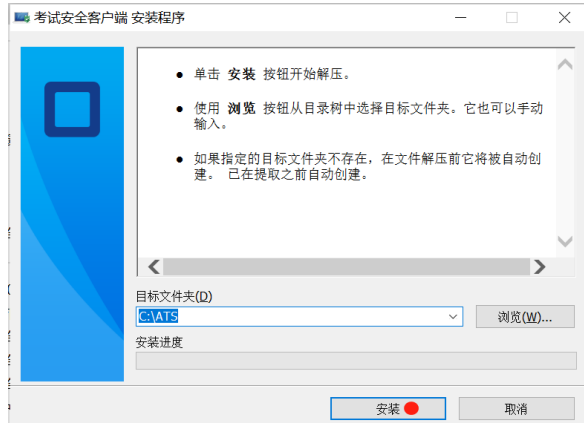 考试安全客户端 安装程序
● 单击 安装 按钮开始解压。
● 使用 浏览 按钮从目录树中选择目标文件夹。它也可以手动
输入。
● 如果指定的目标文件夹不存在，在文件解压前它将被自动创
建。 已在提取之前自动创建。
目标文件夹(D)
C:\ATS
浏览(W)...
安装进度
安装
取消